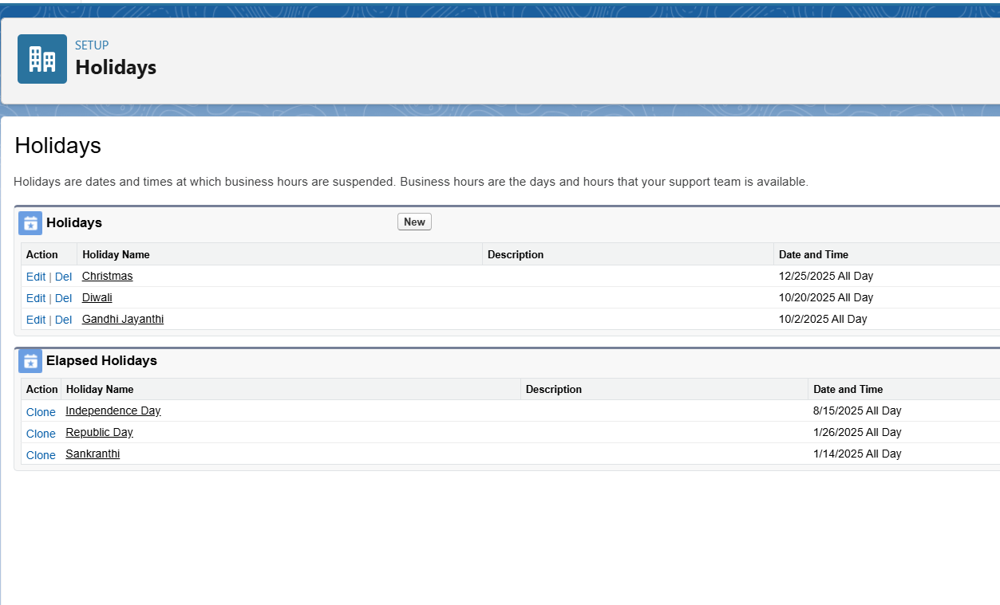 SETUP
Holidays
Holidays
Holidays are dates and times at which business hours are suspended. Business hours are the days and hours that your support team is available.
Holidays New
Action Holiday Name Description Date and Time
Edit | Del Christmas 12/25/2025 All Day
Edit | Del Diwali 10/20/2025 All Day
Edit | Del Gandhi Jayanthi 10/2/2025 All Day
Elapsed Holidays
Action Holiday Name Description Date and Time
Clone Independence Day 8/15/2025 All Day
Clone Republic Day 1/26/2025 All Day
Clone Sankranthi 1/14/2025 All Day